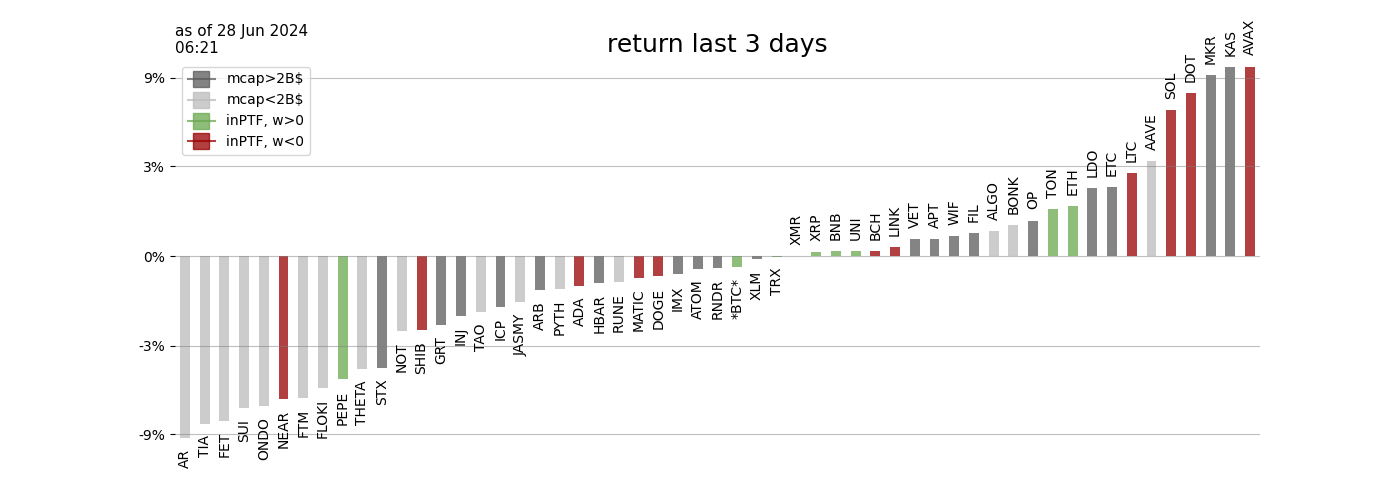 as of 28 Jun 2024
06:21
return last 3 days
mcap>2B$
mcap<2B$
inPTF, w>0
inPTF, w<0
9%
3%
0%
-3%
-9%
AR
TIA
FET
SUI
ONDO
NEAR
FTM
FLOKI
PEPE
THETA
STX
NOT
SHIB
GRT
INJ
TAO
ICP
JASMY
ARB
PYTH
ADA
HBAR
RUNE
MATIC
DOGE
IMX
ATOM
RNDR
*BTC*
XLM
TRX
XMR
XRP
BNB
UNI
BCH
LINK
VET
APT
WIF
FIL
ALGO
BONK
OP
TON
ETH
LDO
ETC
LTC
AAVE
SOL
DOT
MKR
KAS
AVAX